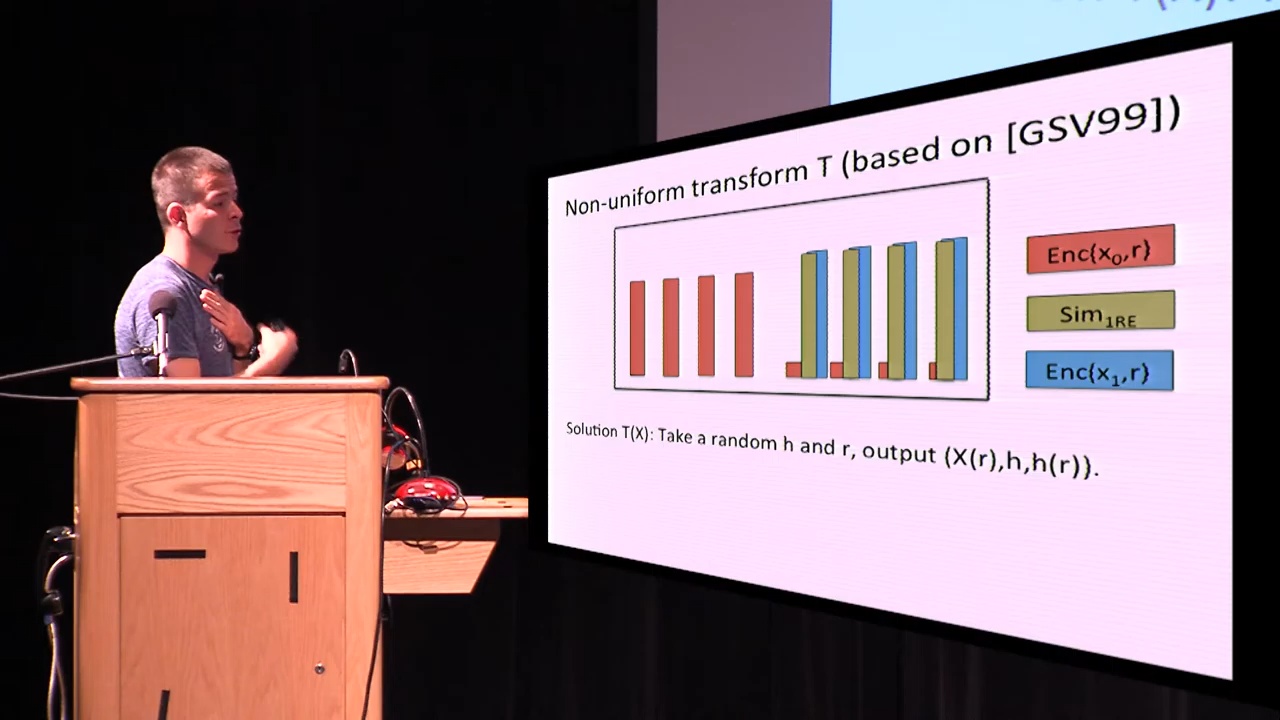 Non-uniform transform T (based on [GSV99])
Enc{x₀,r}
Sim₁RE
Enc{x₁,r}
Solution T(X): Take a random h and r, output (X(r),h,h(r)}.